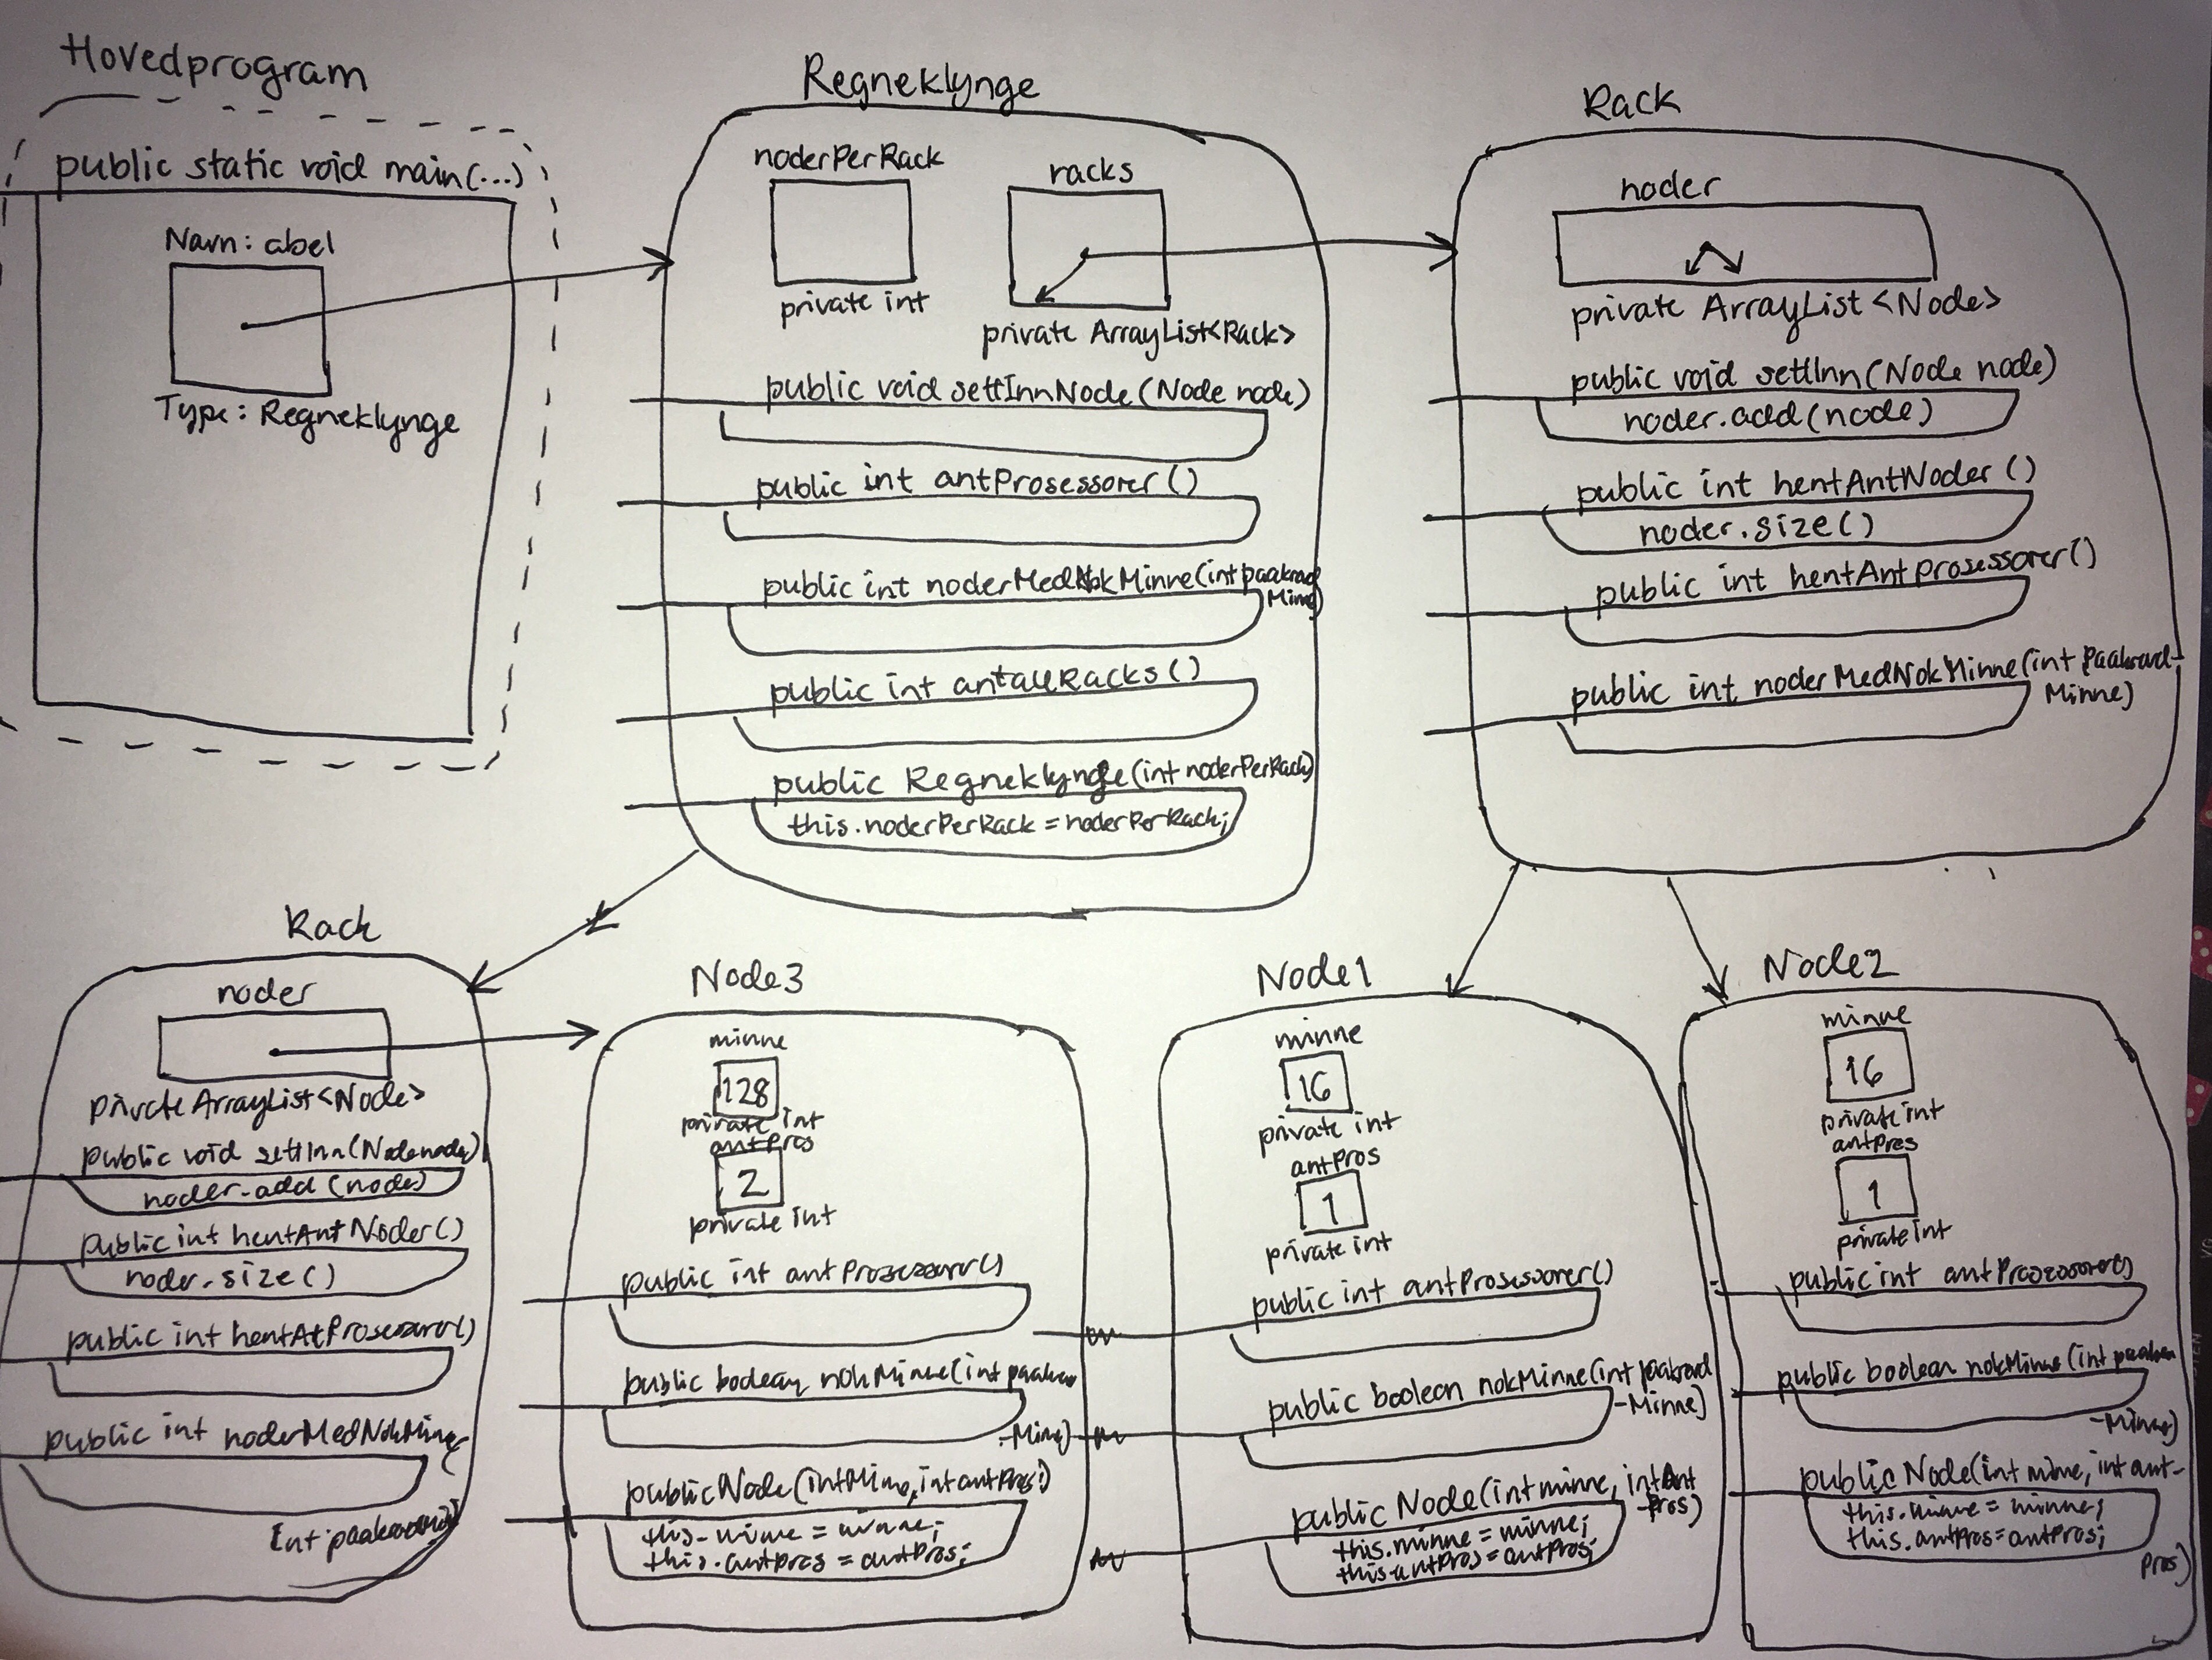 Hovedprogram
public static void main(...)
Navn: abel
Type: Regneklynge
Regneklynge
noderPerRack
private int
racks
private ArrayList<Rack>
public void settInnNode(Node node)
public int antProsessorer()
public int noderMedNokMinne(int paakrevd
Minne)
public int antallRacks()
public Regneklynge(int noderPerRack)
this.noderPerRack = noderPerRack;
Rack
noder
private ArrayList<Node>
public void settInn(Node node)
noder.add(node)
public int hentAntNoder()
noder.size()
public int hentAntProsessorer()
public int noderMedNokMinne(int paakrevd-
Minne)
Rack
noder
private ArrayList<Node>
public void settInn(Node node)
noder.add(node)
public int hentAntNoder()
noder.size()
public int hentAtProsessorer()
public int noderMedNokMinne(
int
Node3
minne
128
private int
antPros
2
private int
public int antProsessorer()
public boolean nokMinne(int
-Minne)
public Node(int Minne, int antPros)
this.minne = minne;
this.antPros = antPros;
Node1
minne
16
private int
antPros
1
private int
public int antProsessorer()
public boolean nokMinne(int paakrevd
-Minne)
public Node(int minne, int Ant
Pros)
this.minne = minne;
this.antPros = antPros;
Node2
minne
16
private int
antPros
1
private int
public int antProsessorer()
public boolean nokMinne(int
-Minne)
public Node(int minne, int ant-
this.minne = minne;
this.antPros = antPros;
Pros)